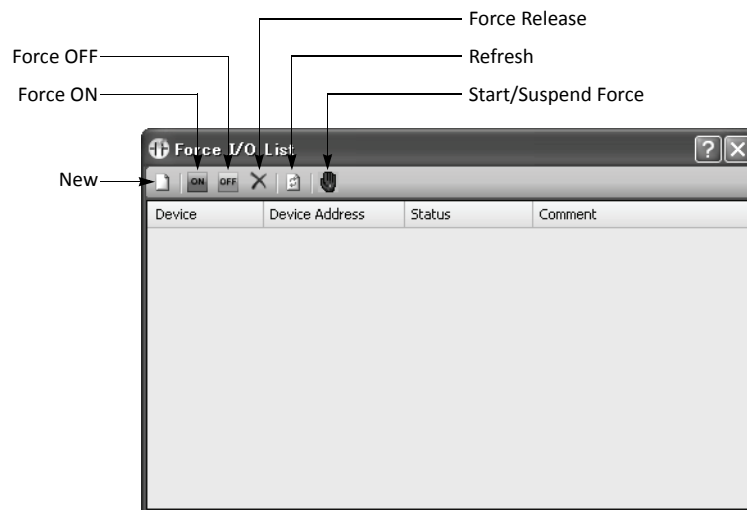 Force Release
Force OFF
Refresh
Force ON
Start/Suspend Force
Force I/O List
?
New
ON OFF
Device Device Address Status Comment